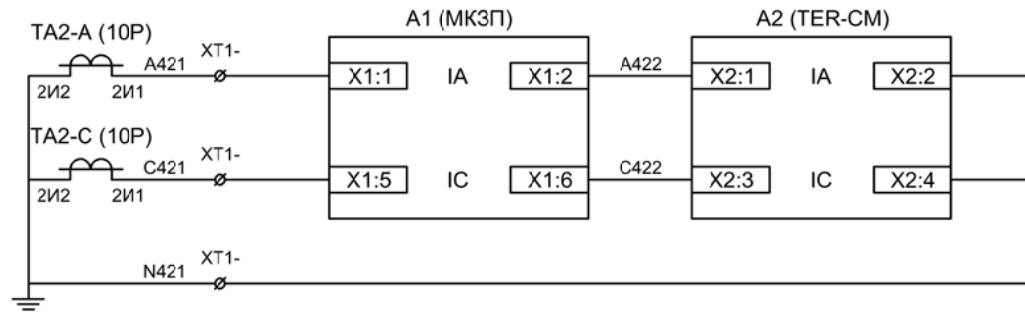 A1 (МКЗП)
A2 (TER-CM)
TA2-A (10P)
A421
XT1-
X1:1
IA
X1:2
A422
X2:1
IA
X2:2
2И2
2И1
TA2-C (10P)
C421
XT1-
X1:5
IC
X1:6
C422
X2:3
IC
X2:4
2И2
2И1
N421
XT1-